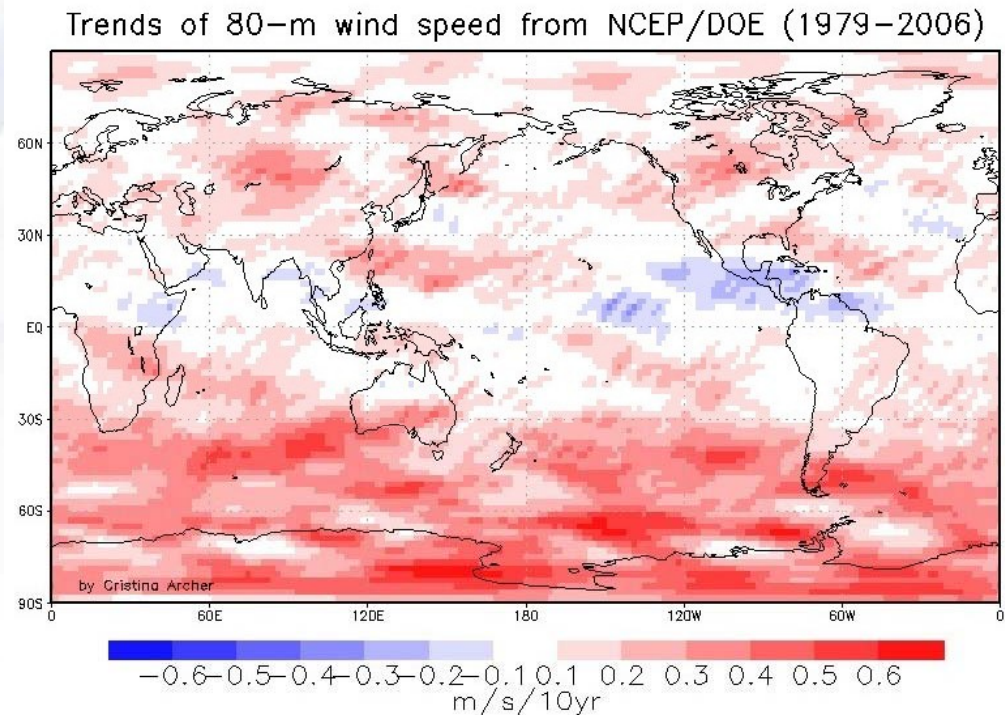 Trends of 80-m wind speed from NCEP/DOE (1979-2006)
60N
30N
EQ
30S
60S
90S
by Cristina Archer
0 60E 120E 180 120W 60W 0
-0.6 -0.5 -0.4 -0.3 -0.2 -0.1 0.1 0.2 0.3 0.4 0.5 0.6
m/s/10yr